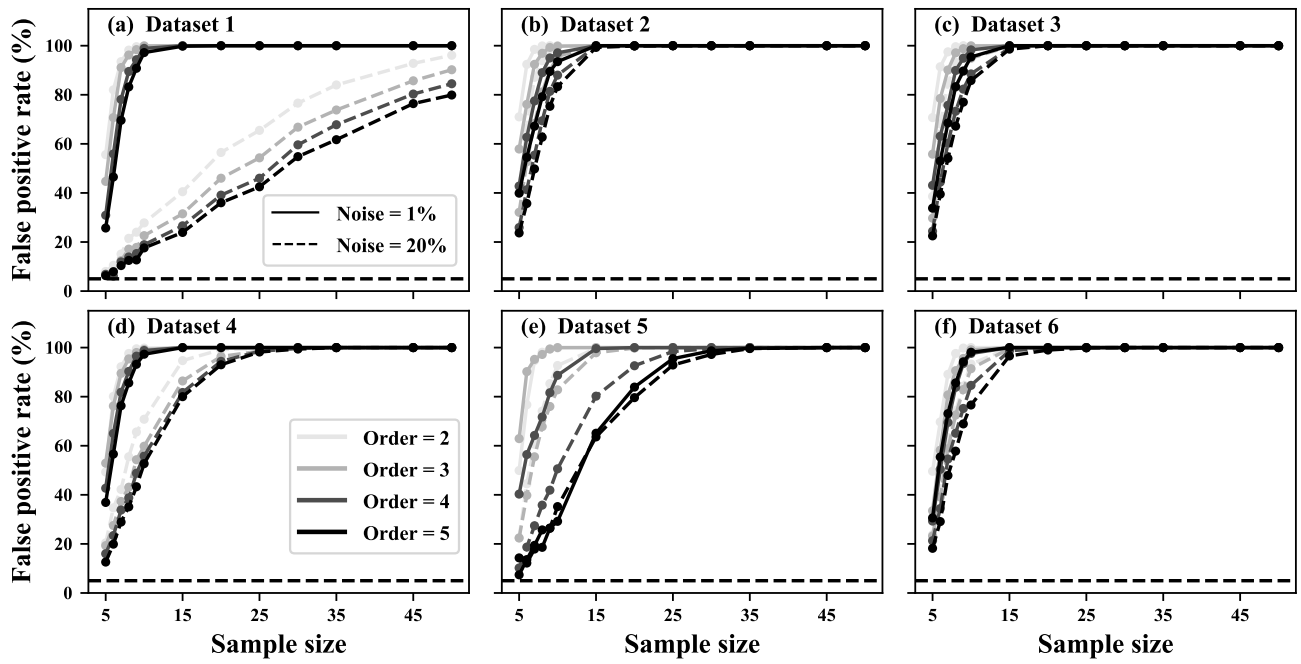 (a) Dataset 1
(b) Dataset 2
(c) Dataset 3
False positive rate (%)
100
80
60
40
20
0
Noise = 1%
Noise = 20%
(d) Dataset 4
(e) Dataset 5
(f) Dataset 6
False positive rate (%)
100
80
60
40
20
0
Order = 2
Order = 3
Order = 4
Order = 5
5 15 25 35 45
5 15 25 35 45
5 15 25 35 45
Sample size
Sample size
Sample size